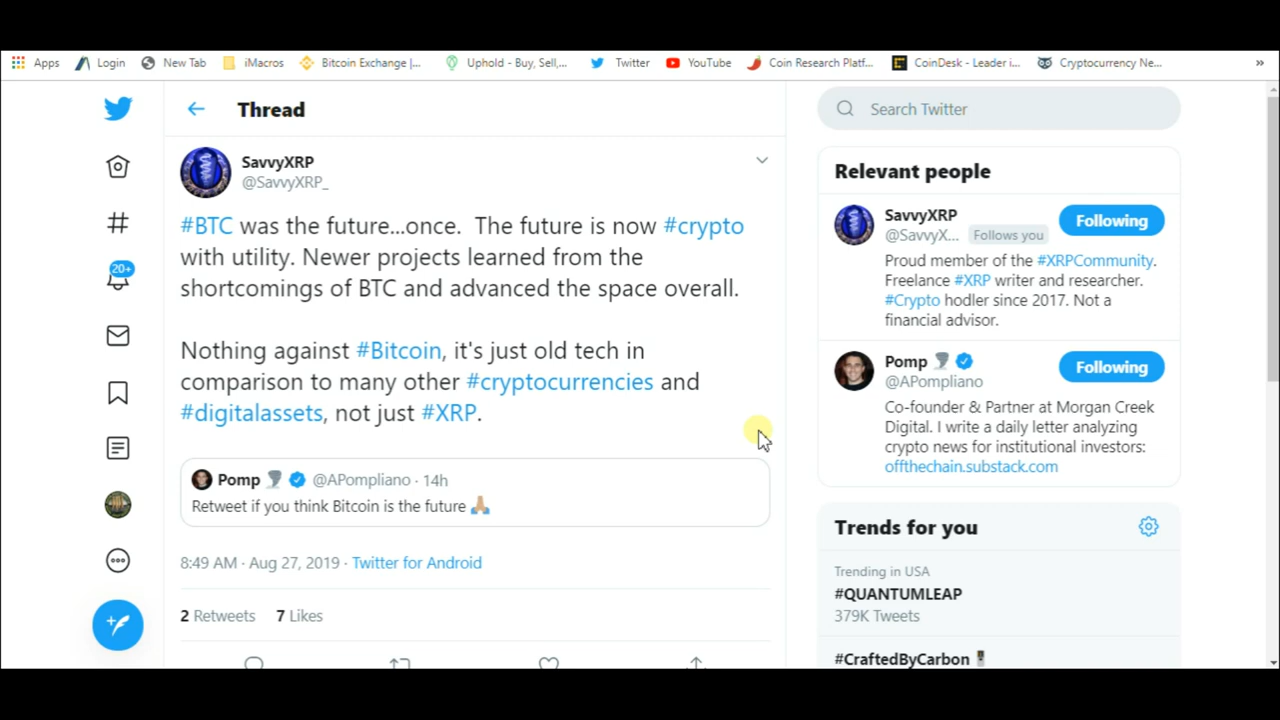 Apps Login New Tab iMacros Bitcoin Exchange |... Uphold - Buy, Sell,... Twitter YouTube Coin Research Platf... CoinDesk - Leader i... Cryptocurrency Ne... »
Thread
SavvyXRP
@SavvyXRP_
#BTC was the future...once. The future is now #crypto
with utility. Newer projects learned from the
shortcomings of BTC and advanced the space overall.
Nothing against #Bitcoin, it's just old tech in
comparison to many other #cryptocurrencies and
#digitalassets, not just #XRP.
Pomp @APompliano · 14h
Retweet if you think Bitcoin is the future
8:49 AM · Aug 27, 2019 · Twitter for Android
2 Retweets 7 Likes
20+
Search Twitter
Relevant people
SavvyXRP
@SavvyX... Follows you
Following
Proud member of the #XRPCommunity.
Freelance #XRP writer and researcher.
#Crypto hodler since 2017. Not a
financial advisor.
Pomp
@APompliano
Following
Co-founder & Partner at Morgan Creek
Digital. I write a daily letter analyzing
crypto news for institutional investors:
offthechain.substack.com
Trends for you
Trending in USA
#QUANTUMLEAP
379K Tweets
#CraftedByCarbon